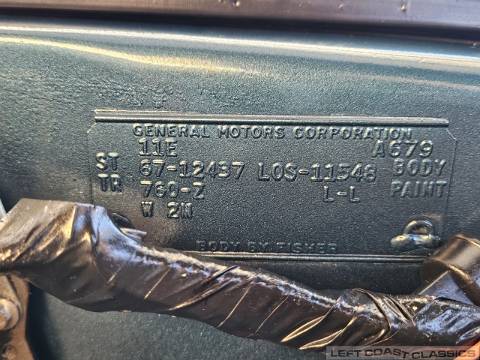 GENERAL MOTORS CORPORATION
11E A679
ST 67-12437 LOS-11548 BODY
TR 760-Z L-L PAINT
W 2M
BODY BY FISHER
LEFT COAST CLASSICS